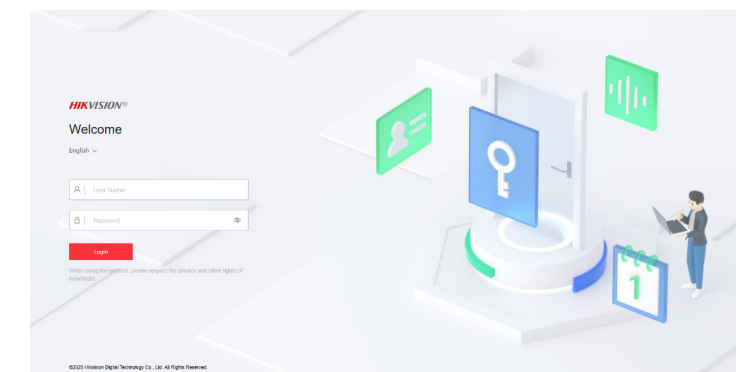 HIKVISION®
Welcome
English
User Name
Password
Login
When using the product, please respect the privacy and other rights of
individuals.
©2025 Hikvision Digital Technology Co., Ltd. All Rights Reserved.
1